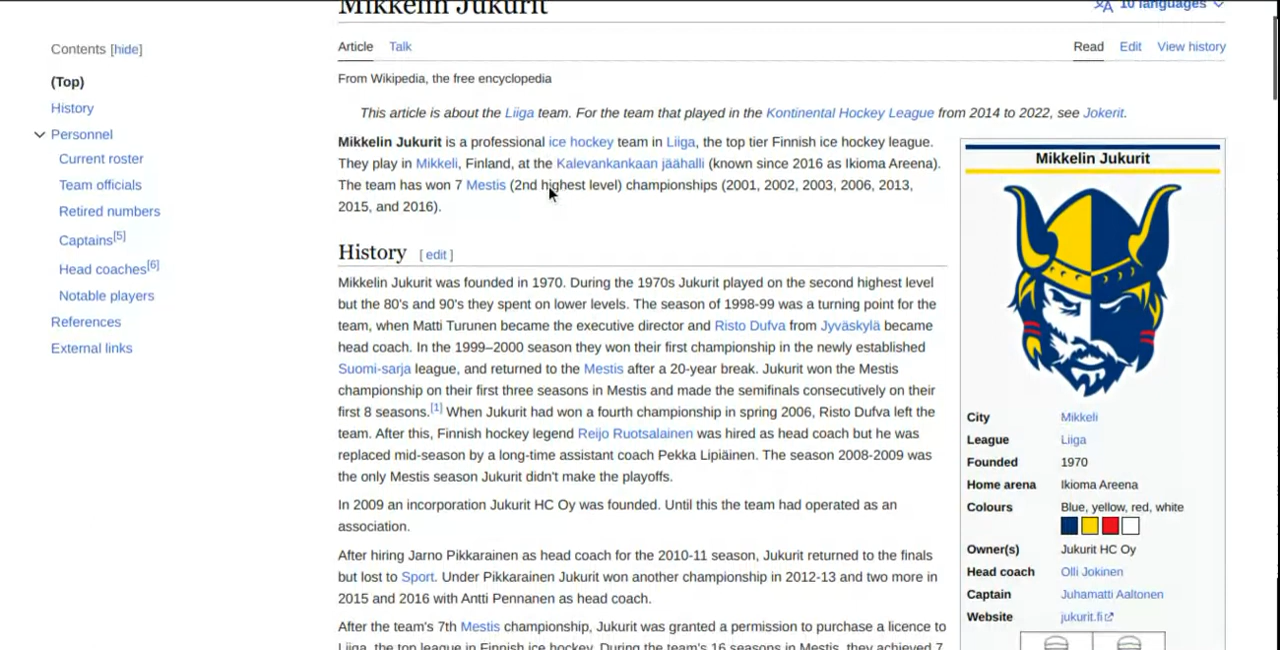 Mikkelin Jukurit
10 languages
Contents [hide]
(Top)
History
Personnel
Current roster
Team officials
Retired numbers
Captains[5]
Head coaches[6]
Notable players
References
External links
Article Talk
Read Edit View history
From Wikipedia, the free encyclopedia
This article is about the Liiga team. For the team that played in the Kontinental Hockey League from 2014 to 2022, see Jokerit.
Mikkelin Jukurit is a professional ice hockey team in Liiga, the top tier Finnish ice hockey league.
They play in Mikkeli, Finland, at the Kalevankankaan jäähalli (known since 2016 as Ikioma Areena).
The team has won 7 Mestis (2nd highest level) championships (2001, 2002, 2003, 2006, 2013,
2015, and 2016).
History [ edit ]
Mikkelin Jukurit was founded in 1970. During the 1970s Jukurit played on the second highest level
but the 80's and 90's they spent on lower levels. The season of 1998-99 was a turning point for the
team, when Matti Turunen became the executive director and Risto Dufva from Jyväskylä became
head coach. In the 1999–2000 season they won their first championship in the newly established
Suomi-sarja league, and returned to the Mestis after a 20-year break. Jukurit won the Mestis
championship on their first three seasons in Mestis and made the semifinals consecutively on their
first 8 seasons.[1] When Jukurit had won a fourth championship in spring 2006, Risto Dufva left the
team. After this, Finnish hockey legend Reijo Ruotsalainen was hired as head coach but he was
replaced mid-season by a long-time assistant coach Pekka Lipiäinen. The season 2008-2009 was
the only Mestis season Jukurit didn't make the playoffs.
In 2009 an incorporation Jukurit HC Oy was founded. Until this the team had operated as an
association.
After hiring Jarno Pikkarainen as head coach for the 2010-11 season, Jukurit returned to the finals
but lost to Sport. Under Pikkarainen Jukurit won another championship in 2012-13 and two more in
2015 and 2016 with Antti Pennanen as head coach.
After the team's 7th Mestis championship, Jukurit was granted a permission to purchase a licence to
Liiga, the top league in Finnish ice hockey. During the team's 16 seasons in Mestis, they achieved 7
Mikkelin Jukurit
City Mikkeli
League Liiga
Founded 1970
Home arena Ikioma Areena
Colours Blue, yellow, red, white
Owner(s) Jukurit HC Oy
Head coach Olli Jokinen
Captain Juhamatti Aaltonen
Website jukurit.fi